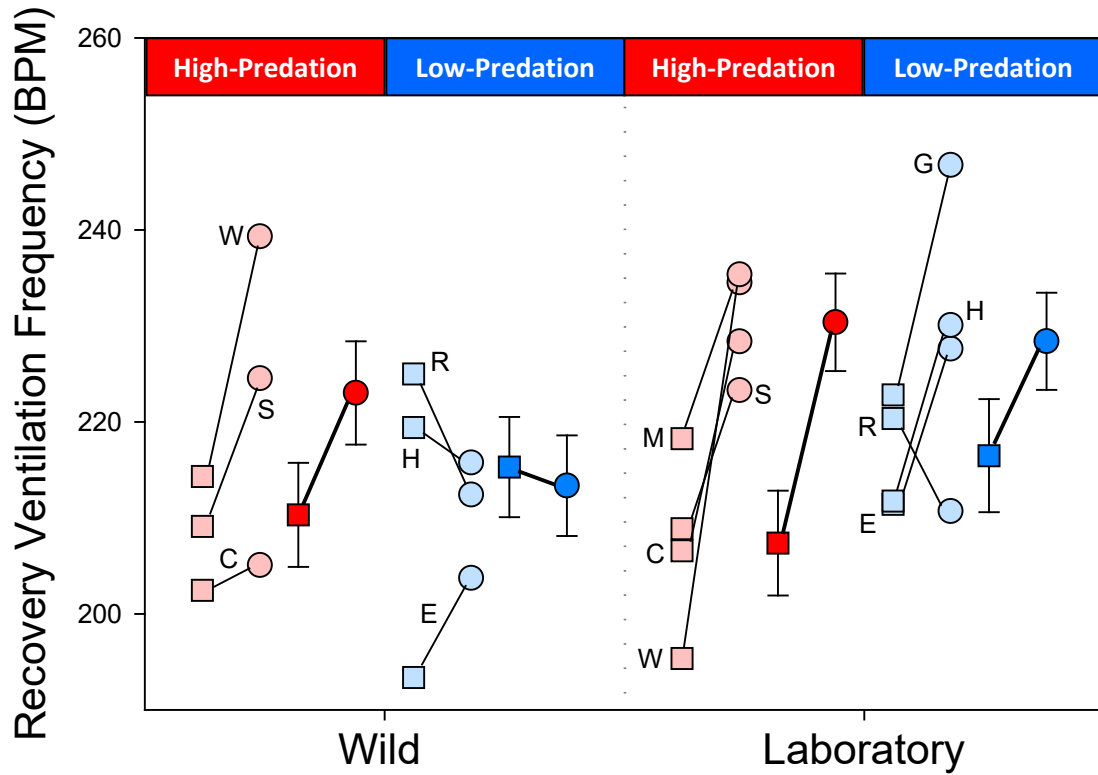 Recovery Ventilation Frequency (BPM)
260
240
220
200
High-Predation
Low-Predation
High-Predation
Low-Predation
W
S
C
R
H
E
M
C
W
S
G
H
R
E
Wild
Laboratory